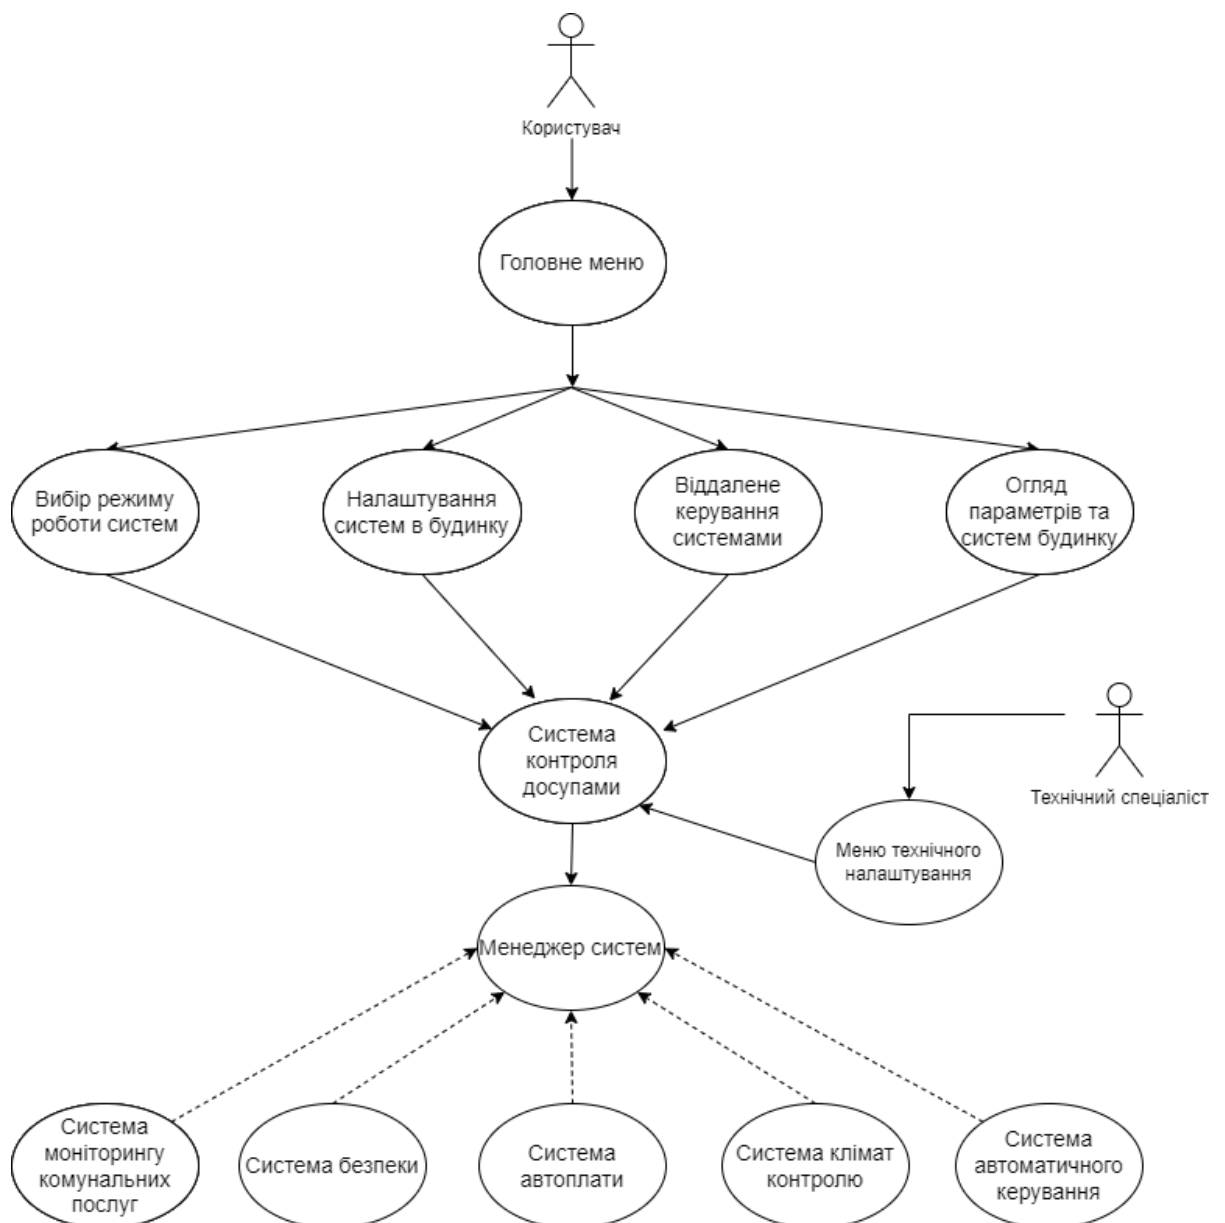 Користувач
Головне меню
Вибір режиму
роботи систем
Налаштування
систем в будинку
Віддалене
керування
системами
Огляд
параметрів та
систем будинку
Система
контроля
досупами
Технічний спеціаліст
Меню технічного
налаштування
Менеджер систем
Система
моніторингу
комунальних
послуг
Система безпеки
Система
автоплати
Система клімат
контролю
Система
автоматичного
керування